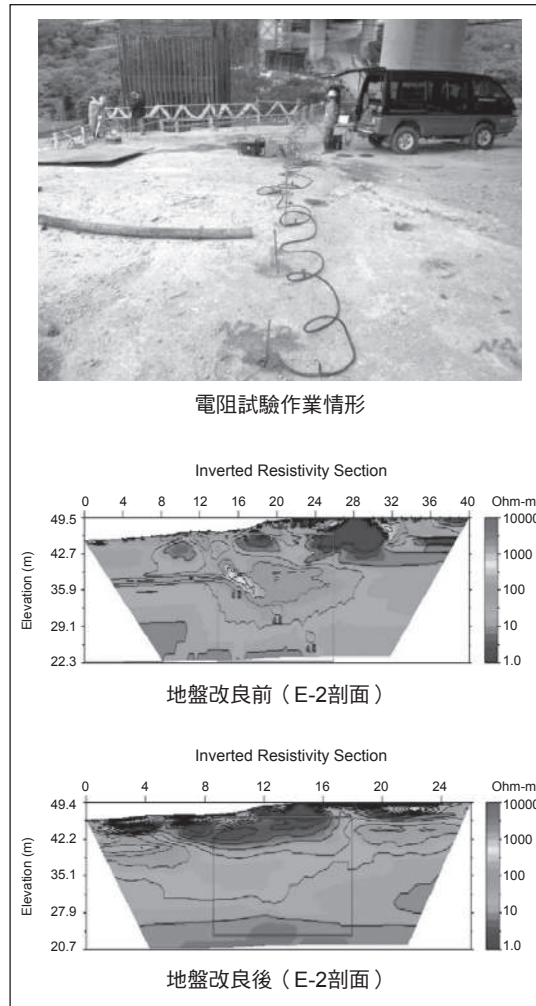 電阻試驗作業情形
Inverted Resistivity Section
0 4 8 12 16 20 24 28 32 36 40 Ohm-m
49.5
42.7
35.9
29.1
22.3
Elevation (m)
10000
1000
100
10
1.0
地盤改良前（E-2剖面）
Inverted Resistivity Section
0 4 8 12 16 20 24 Ohm-m
49.4
42.2
35.1
27.9
20.7
Elevation (m)
10000
1000
100
10
1.0
地盤改良後（E-2剖面）